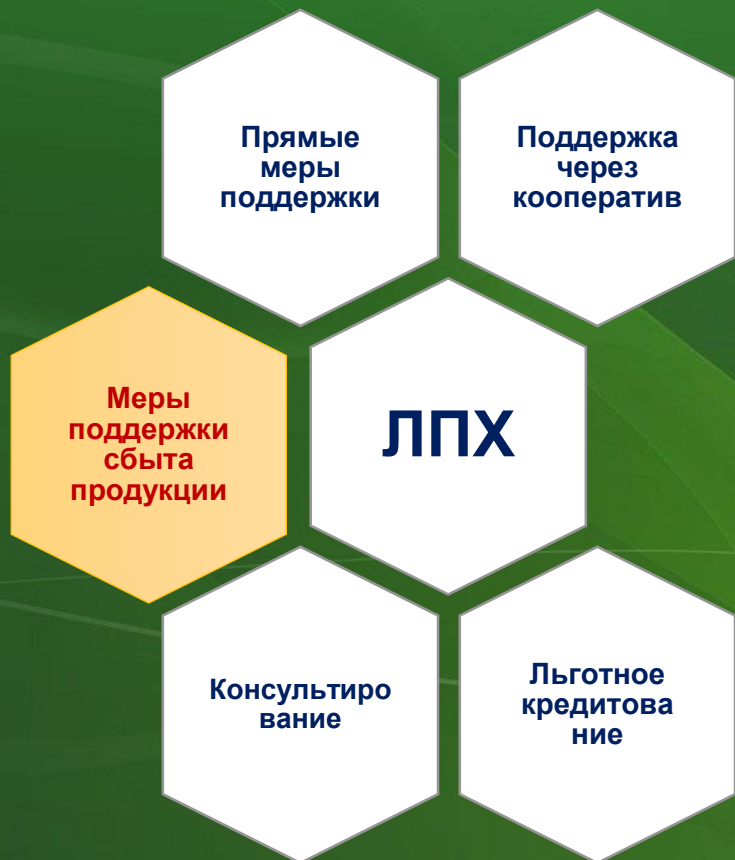 Прямые
меры
поддержки
Поддержка
через
кооператив
Меры
поддержки
сбыта
продукции
ЛПХ
Консультиро
вание
Льготное
кредитова
ние